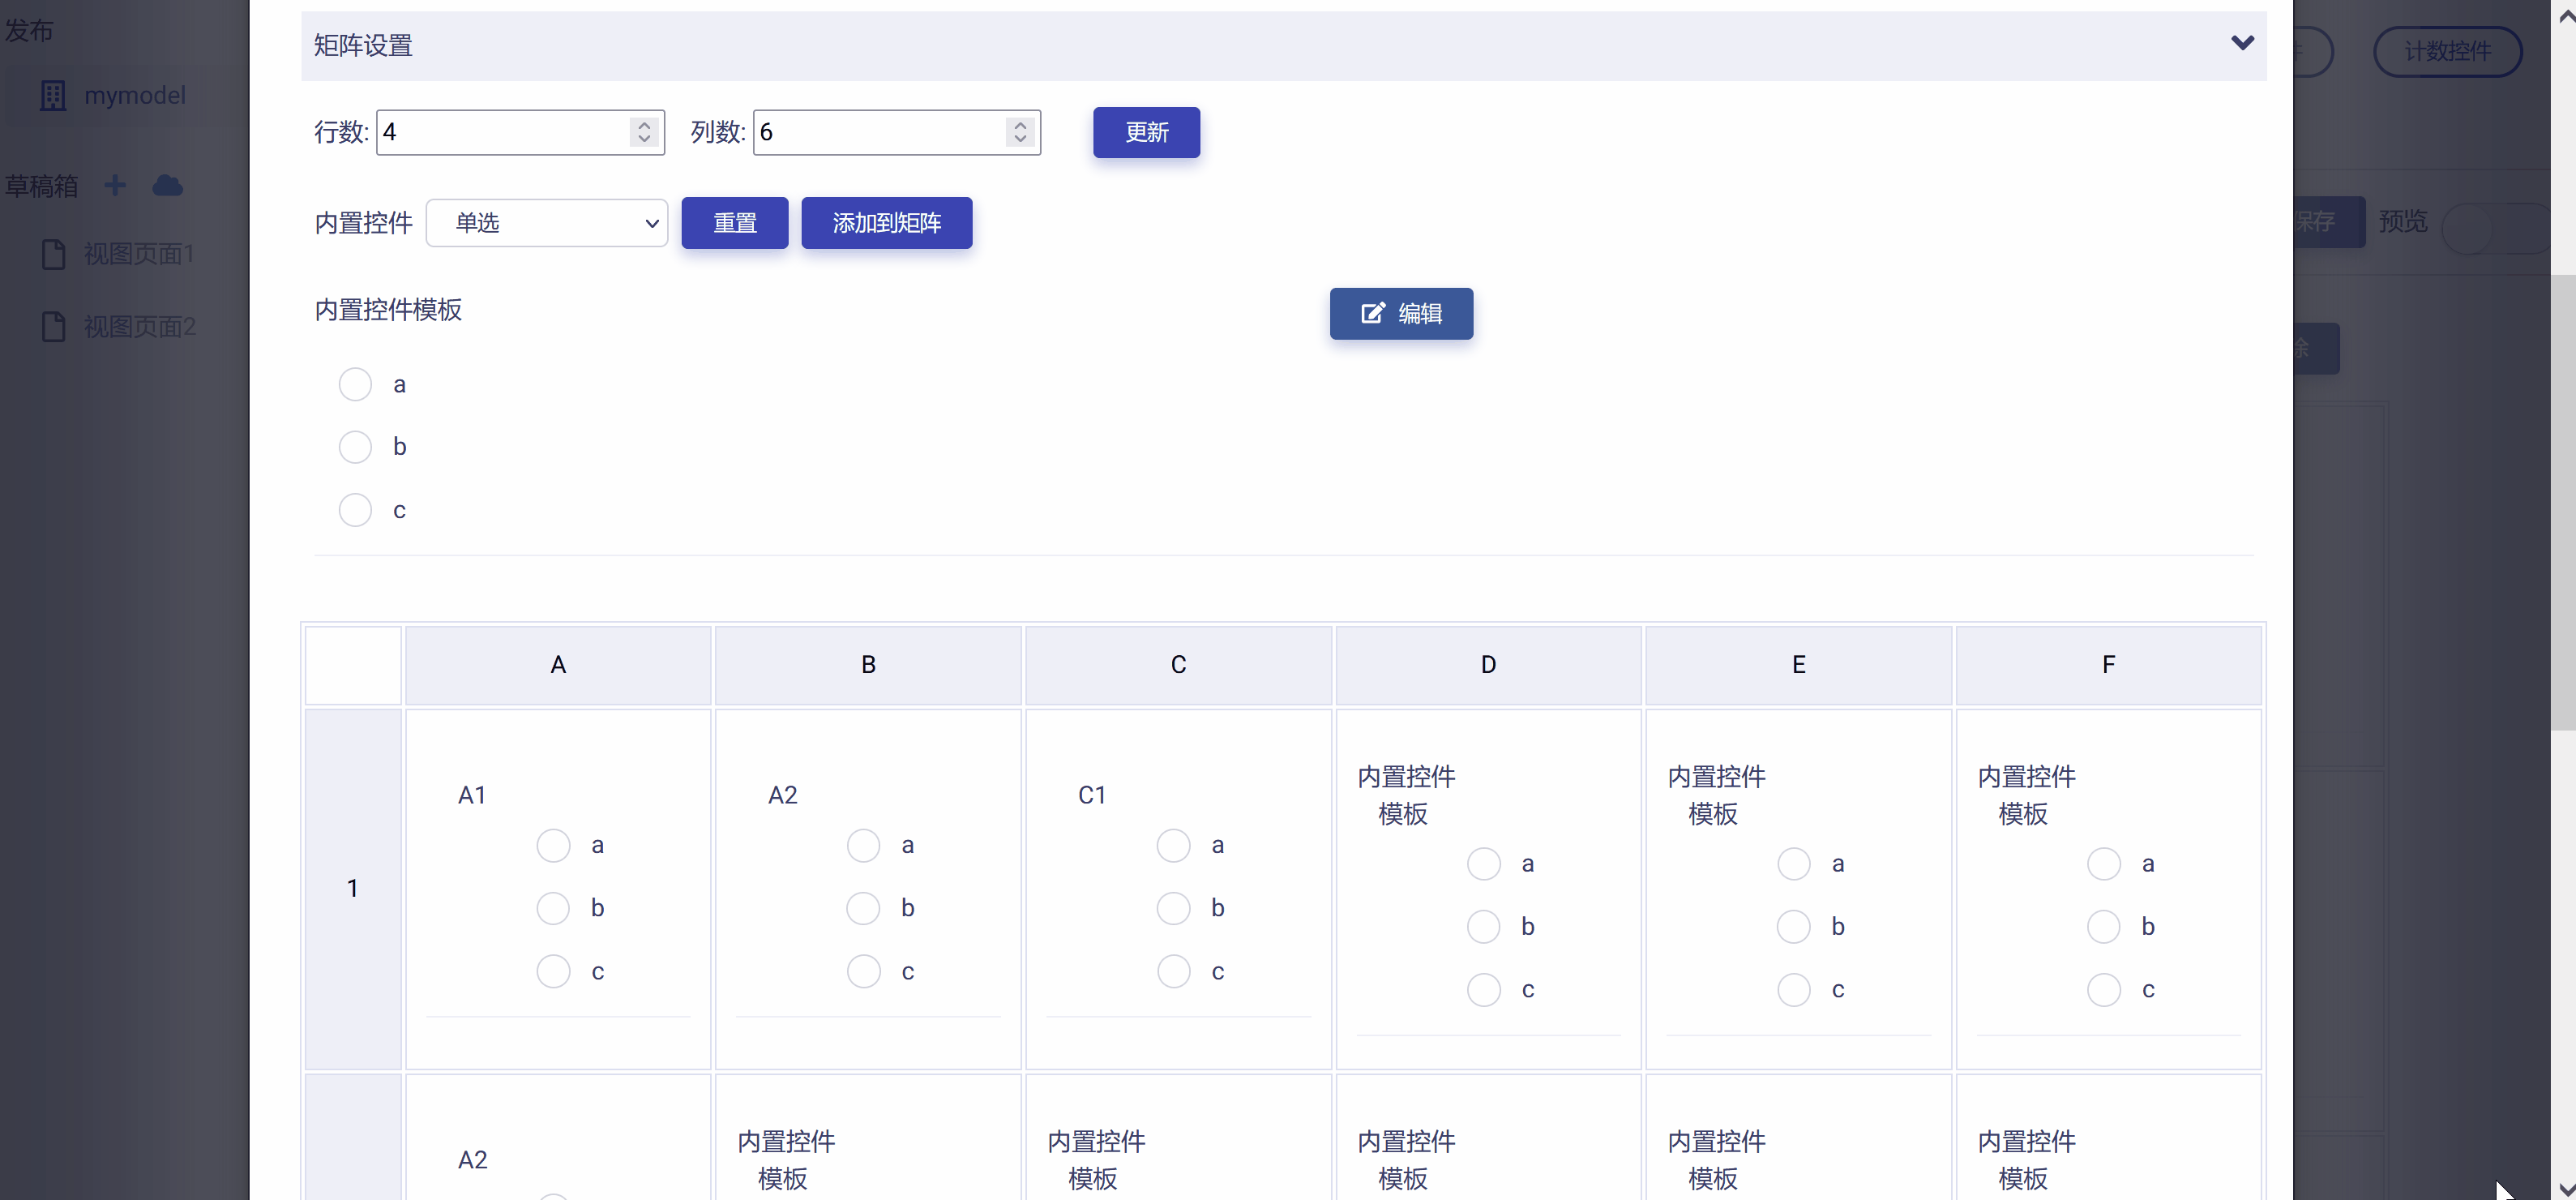 发布
mymodel
草稿箱
视图页面1
视图页面2
矩阵设置
计数控件
行数: 4 列数: 6 更新
内置控件 单选 重置 添加到矩阵
保存 预览
内置控件模板 编辑
除
a
b
c
A B C D E F
1
A1
a
b
c
A2
a
b
c
C1
a
b
c
内置控件
模板
a
b
c
内置控件
模板
a
b
c
内置控件
模板
a
b
c
A2
内置控件
模板
内置控件
模板
内置控件
模板
内置控件
模板
内置控件
模板